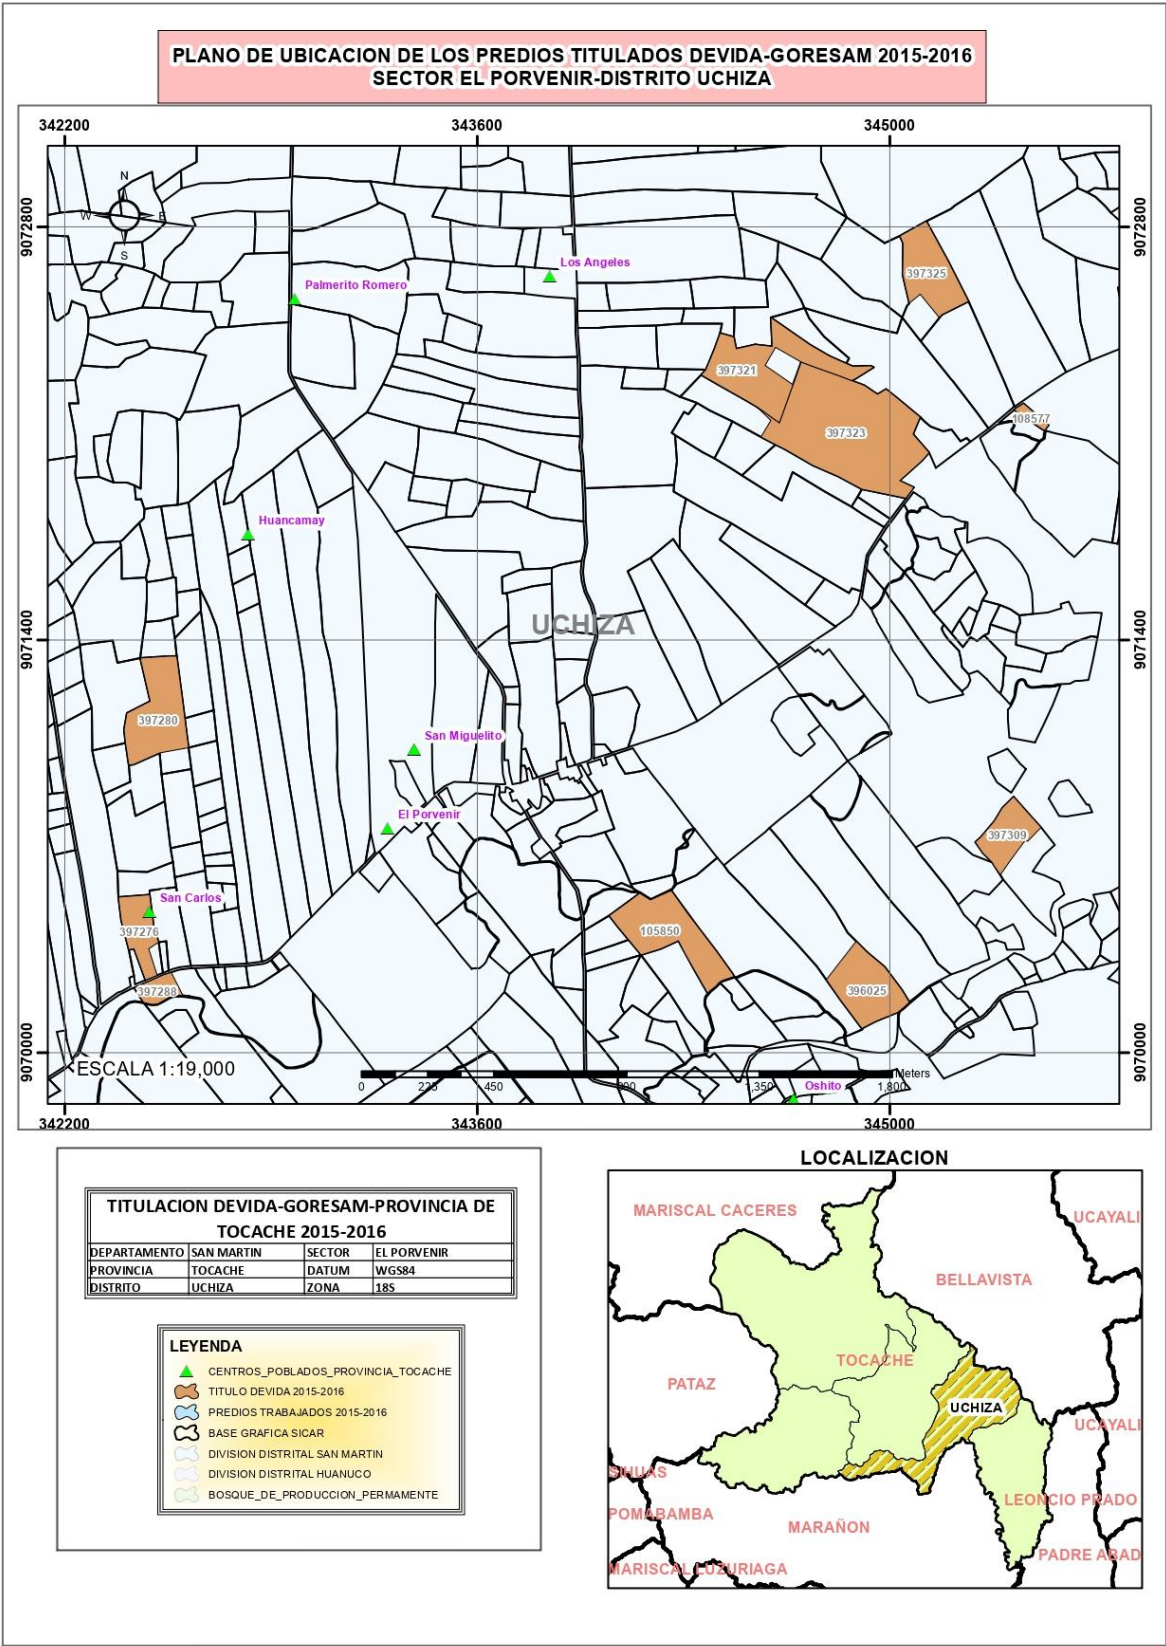 PLANO DE UBICACION DE LOS PREDIOS TITULADOS DEVIDA-GORESAM 2015-2016
SECTOR EL PORVENIR-DISTRITO UCHIZA
342200
343600
345000
N
W
E
S
9072800
9072800
397325
Los Angeles
Palmerito Romero
397321
108577
397323
Huancamay
UCHIZA
9071400
9071400
397280
San Miguelito
El Porvenir
397309
San Carlos
397276
105850
397288
396025
9070000
9070000
ESCALA 1:19,000
Meters
0
225
450
900
1,350
1,800
Oshito
342200
343600
345000
TITULACION DEVIDA-GORESAM-PROVINCIA DE
TOCACHE 2015-2016
DEPARTAMENTO SAN MARTIN SECTOR EL PORVENIR
PROVINCIA TOCACHE DATUM WGS84
DISTRITO UCHIZA ZONA 18S
LEYENDA
CENTROS_POBLADOS_PROVINCIA_TOCACHE
TITULO DEVIDA 2015-2016
PREDIOS TRABAJADOS 2015-2016
BASE GRAFICA SICAR
DIVISION DISTRITAL SAN MARTIN
DIVISION DISTRITAL HUANUCO
BOSQUE_DE_PRODUCCION_PERMAMENTE
LOCALIZACION
MARISCAL CACERES
UCAYALI
BELLAVISTA
TOCACHE
PATAZ
UCHIZA
UCAYALI
SIHUAS
LEONCIO PRADO
POMABAMBA
MARAÑON
PADRE ABAD
MARISCAL LUZURIAGA